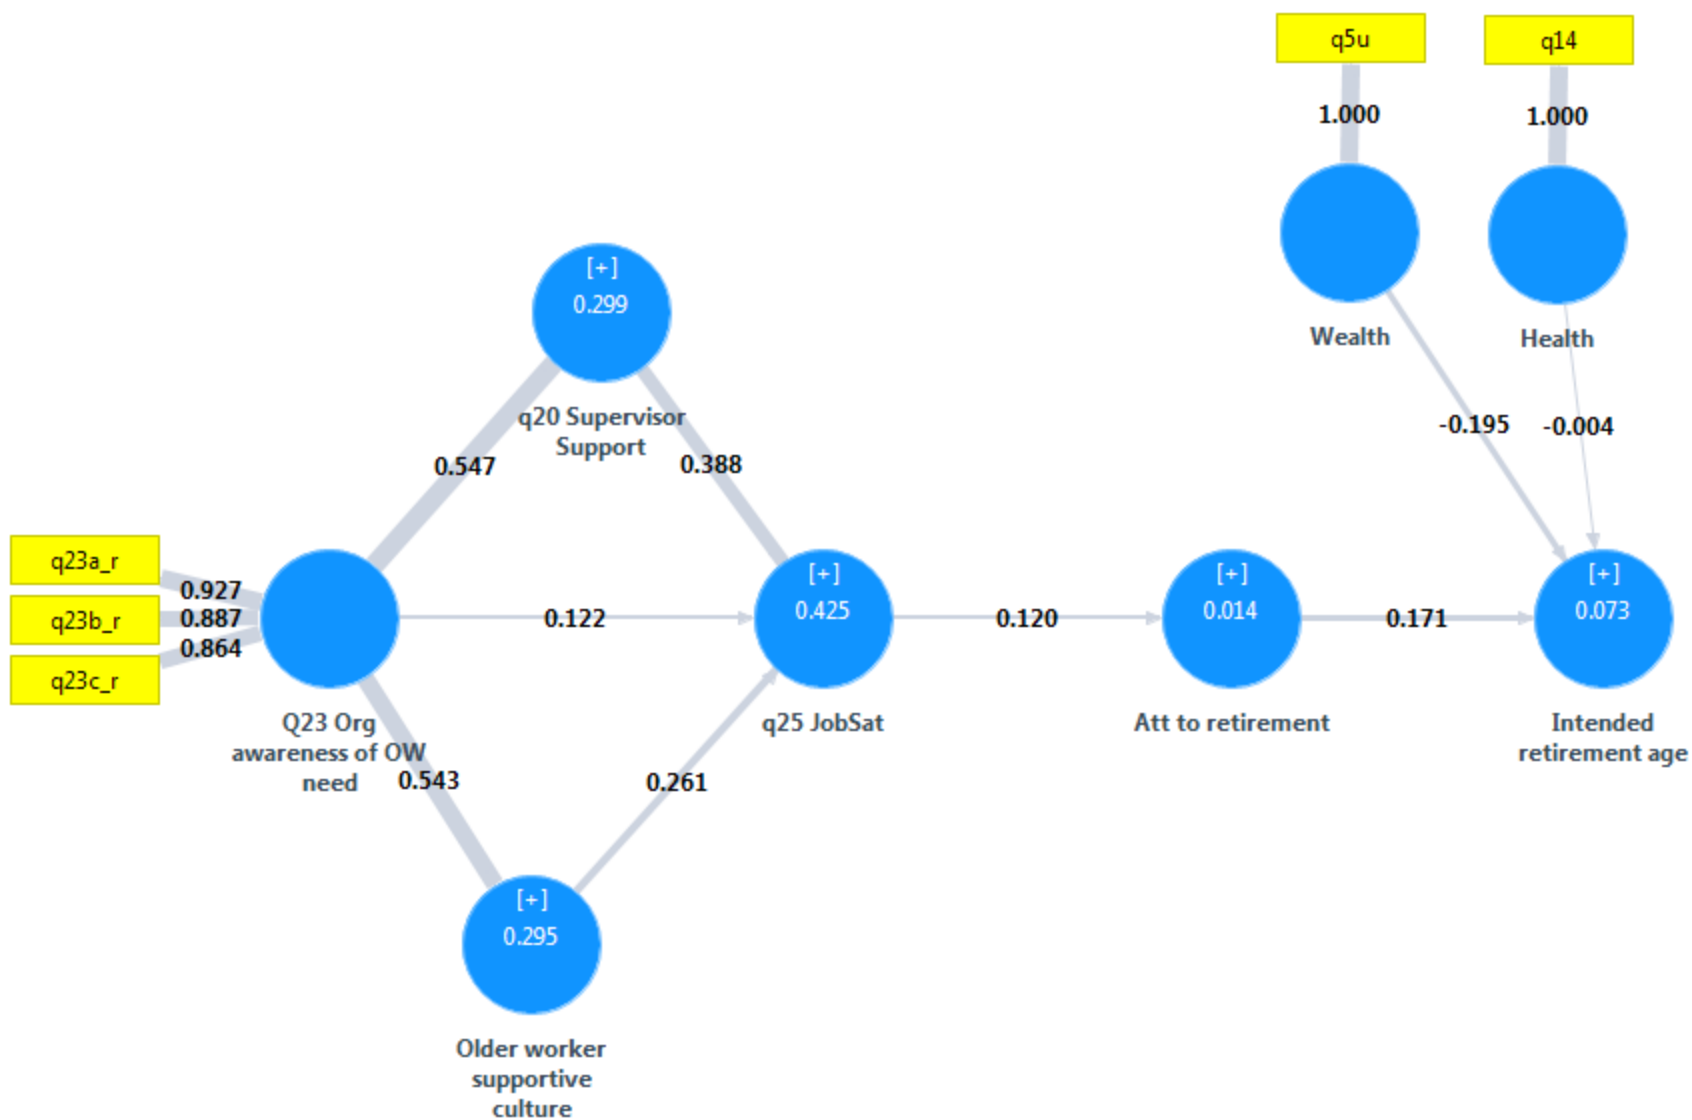 q5u
q14
1.000
1.000
[+]
0.299
Wealth
Health
q20 Supervisor
Support
-0.195
-0.004
0.547
0.388
q23a_r
0.927
q23b_r
0.887
q23c_r
0.864
0.122
[+]
0.425
0.120
[+]
0.014
0.171
[+]
0.073
Q23 Org
awareness of OW
need
q25 JobSat
Att to retirement
Intended
retirement age
0.543
0.261
[+]
0.295
Older worker
supportive
culture